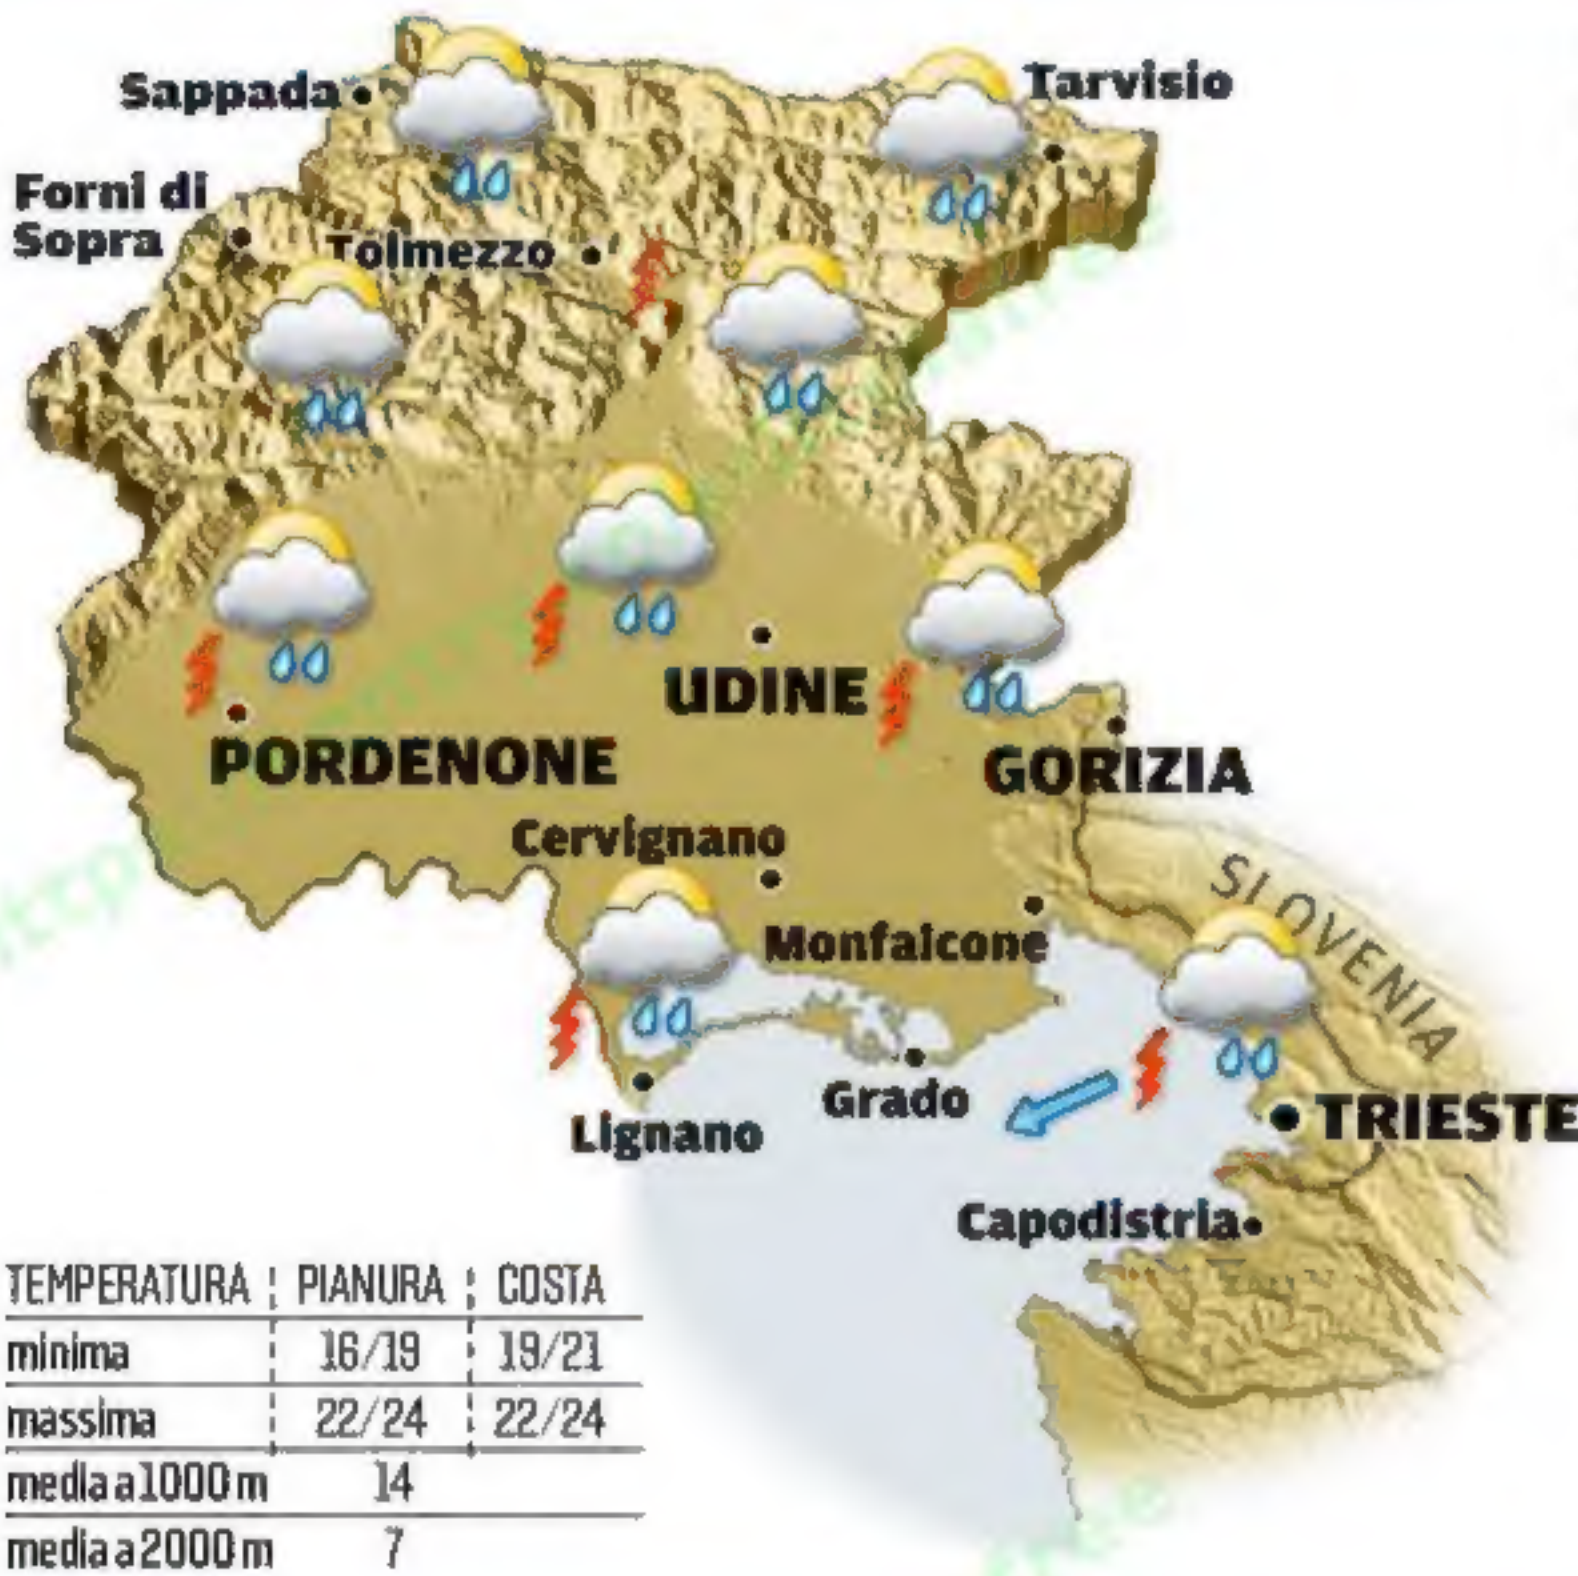 Sappada
Tarvisio
Forni di
Sopra
Tolmezzo
UDINE
PORDENONE
GORIZIA
Cervignano
Monfalcone
SLOVENIA
Grado
TRIESTE
Lignano
Capodistria
TEMPERATURA PIANURA COSTA
minima 16/19 19/21
massima 22/24 22/24
media a 1000 m 14
media a 2000 m 7